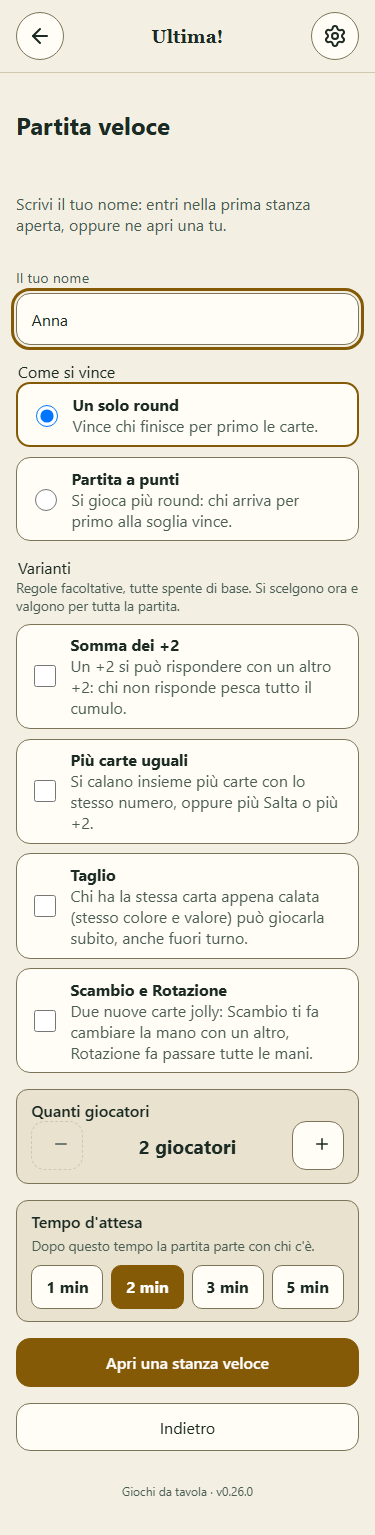 Ultima!
Partita veloce
Scrivi il tuo nome: entri nella prima stanza
aperta, oppure ne apri una tu.
Il tuo nome
Anna
Come si vince
Un solo round
Vince chi finisce per primo le carte.
Partita a punti
Si gioca più round: chi arriva per
primo alla soglia vince.
Varianti
Regole facoltative, tutte spente di base. Si scelgono ora e
valgono per tutta la partita.
Somma dei +2
Un +2 si può rispondere con un altro
+2: chi non risponde pesca tutto il
cumulo.
Più carte uguali
Si calano insieme più carte con lo
stesso numero, oppure più Salta o più
+2.
Taglio
Chi ha la stessa carta appena calata
(stesso colore e valore) può giocarla
subito, anche fuori turno.
Scambio e Rotazione
Due nuove carte jolly: Scambio ti fa
cambiare la mano con un altro,
Rotazione fa passare tutte le mani.
Quanti giocatori
− 2 giocatori +
Tempo d'attesa
Dopo questo tempo la partita parte con chi c'è.
1 min 2 min 3 min 5 min
Apri una stanza veloce
Indietro
Giochi da tavola · v0.26.0